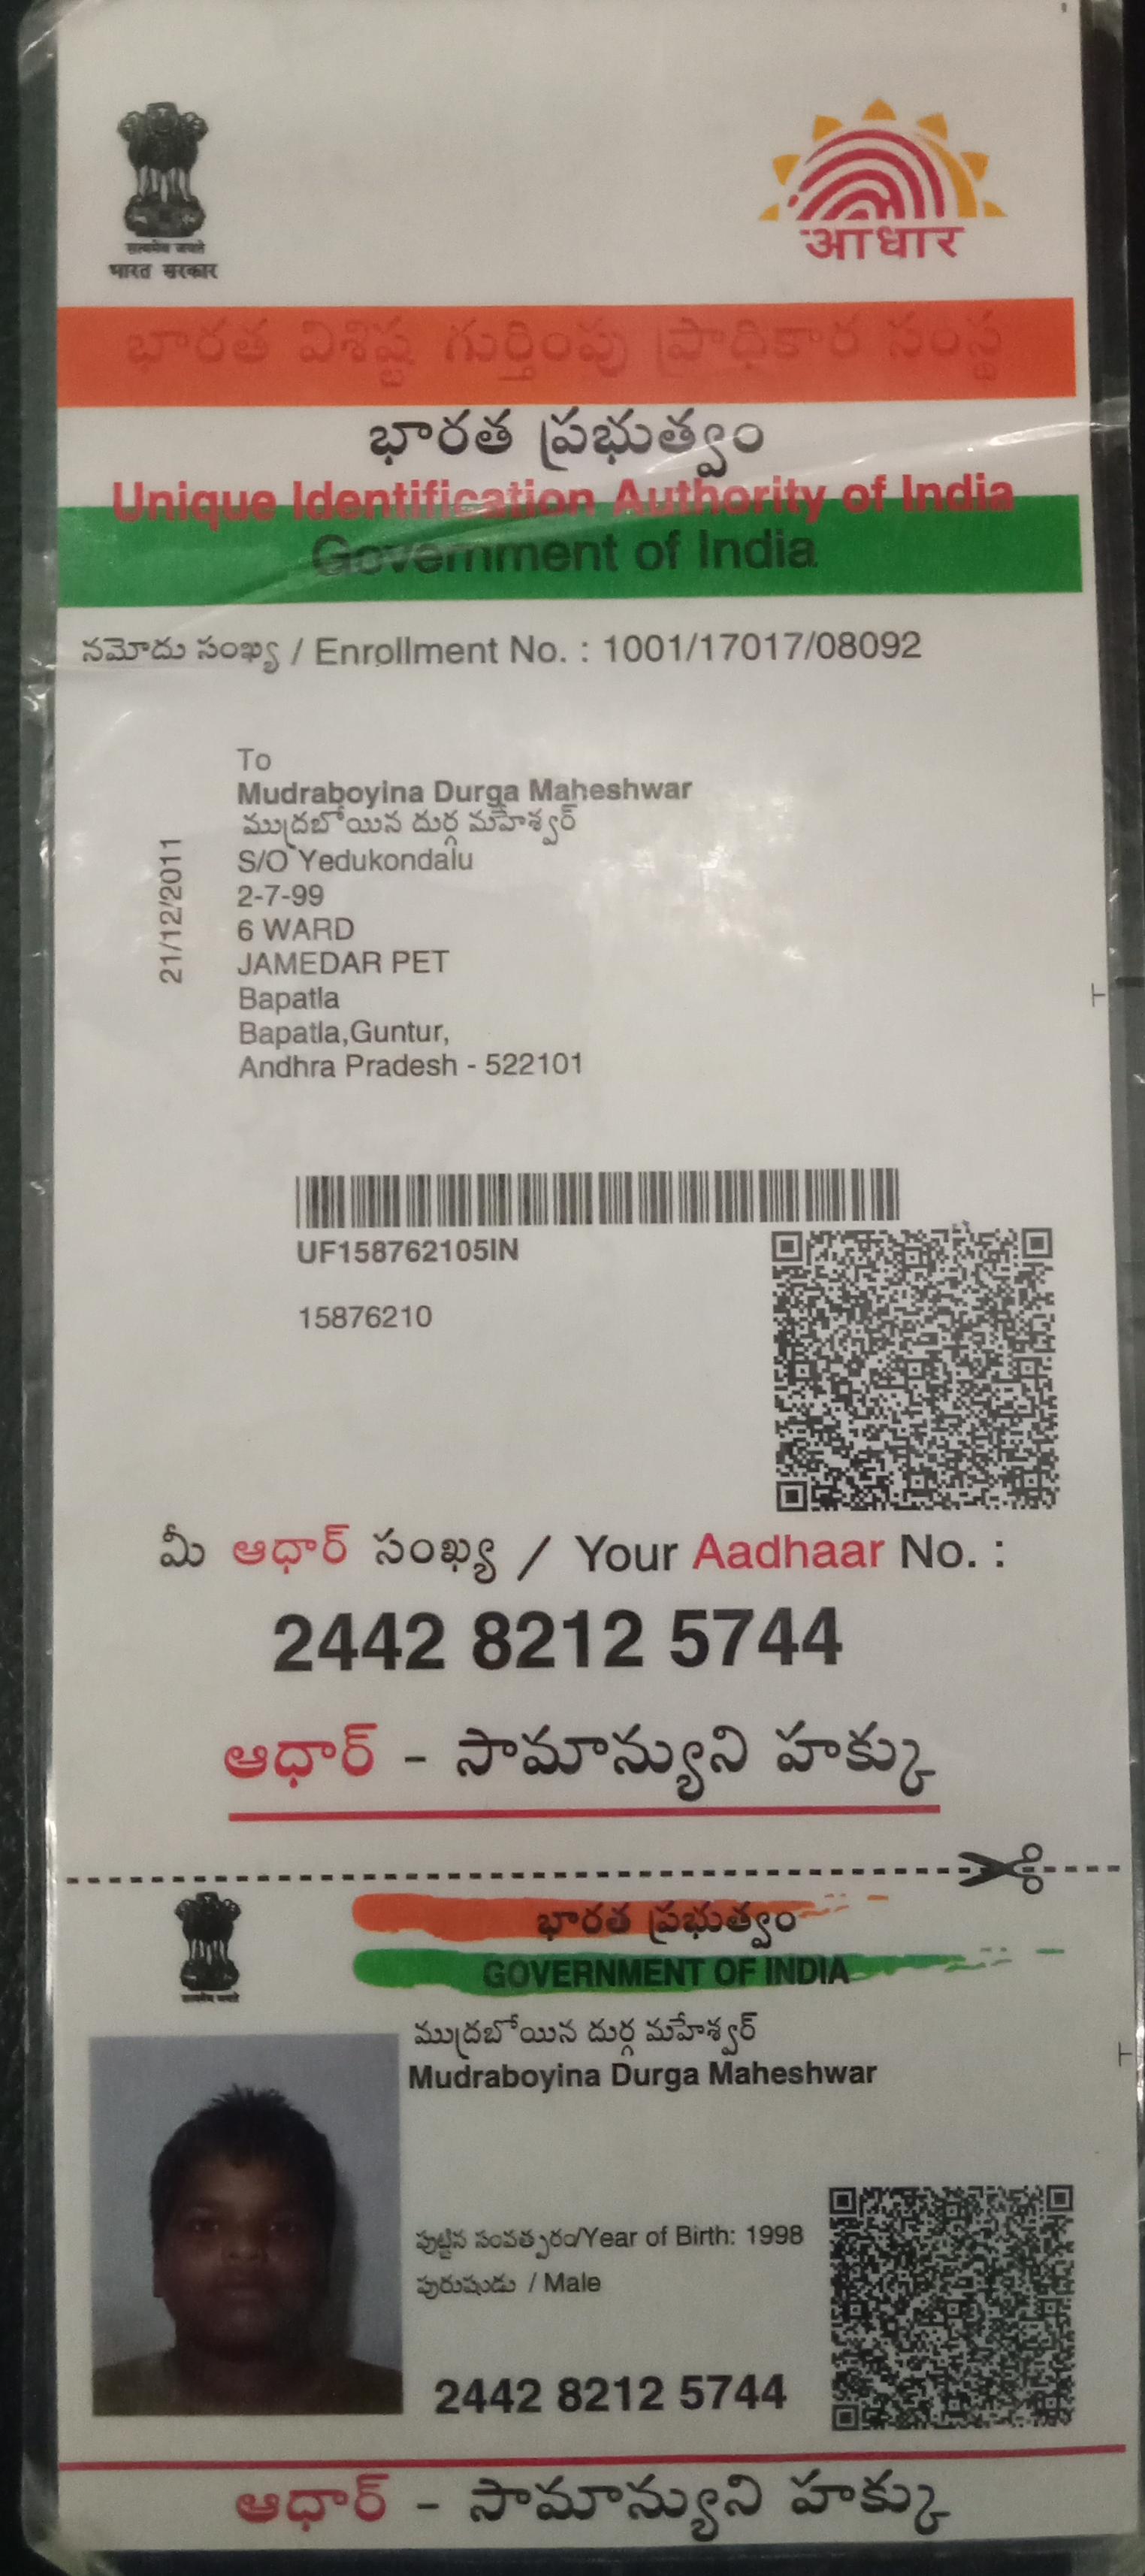 सत्यमेव जयते
भारत सरकार
आधार
భారత విశిష్ట గుర్తింపు ప్రాధికార సంస్థ
భారత ప్రభుత్వం
Unique Identification Authority of India
Government of India
నమోదు సంఖ్య / Enrollment No. : 1001/17017/08092
21/12/2011
To
Mudraboyina Durga Maheshwar
ముద్రబోయిన దుర్గ మహేశ్వర్
S/O Yedukondalu
2-7-99
6 WARD
JAMEDAR PET
Bapatla
Bapatla,Guntur,
Andhra Pradesh - 522101
UF158762105IN
15876210
మీ ఆధార్ సంఖ్య / Your Aadhaar No. :
2442 8212 5744
ఆధార్ - సామాన్యుని హక్కు
భారత ప్రభుత్వం
GOVERNMENT OF INDIA
सत्यमेव जयते
ముద్రబోయిన దుర్గ మహేశ్వర్
Mudraboyina Durga Maheshwar
పుట్టిన సంవత్సరం/Year of Birth: 1998
పురుషుడు / Male
2442 8212 5744
ఆధార్ - సామాన్యుని హక్కు